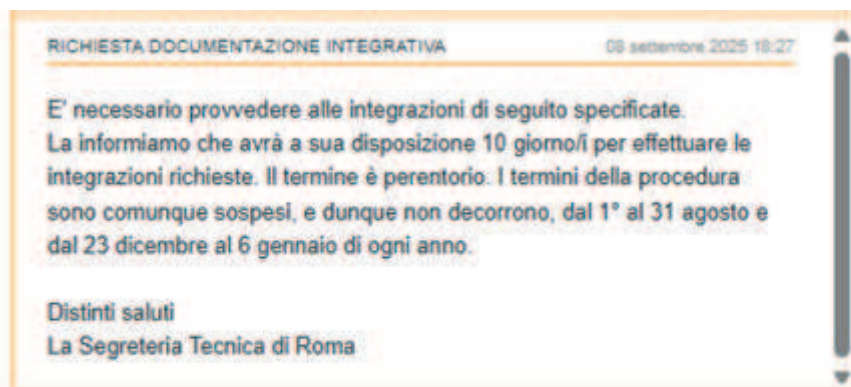 RICHIESTA DOCUMENTAZIONE INTEGRATIVA 08 settembre 2025 18:27
E' necessario provvedere alle integrazioni di seguito specificate.
La informiamo che avrà a sua disposizione 10 giorno/i per effettuare le
integrazioni richieste. Il termine è perentorio. I termini della procedura
sono comunque sospesi, e dunque non decorrono, dal 1° al 31 agosto e
dal 23 dicembre al 6 gennaio di ogni anno.
Distinti saluti
La Segreteria Tecnica di Roma